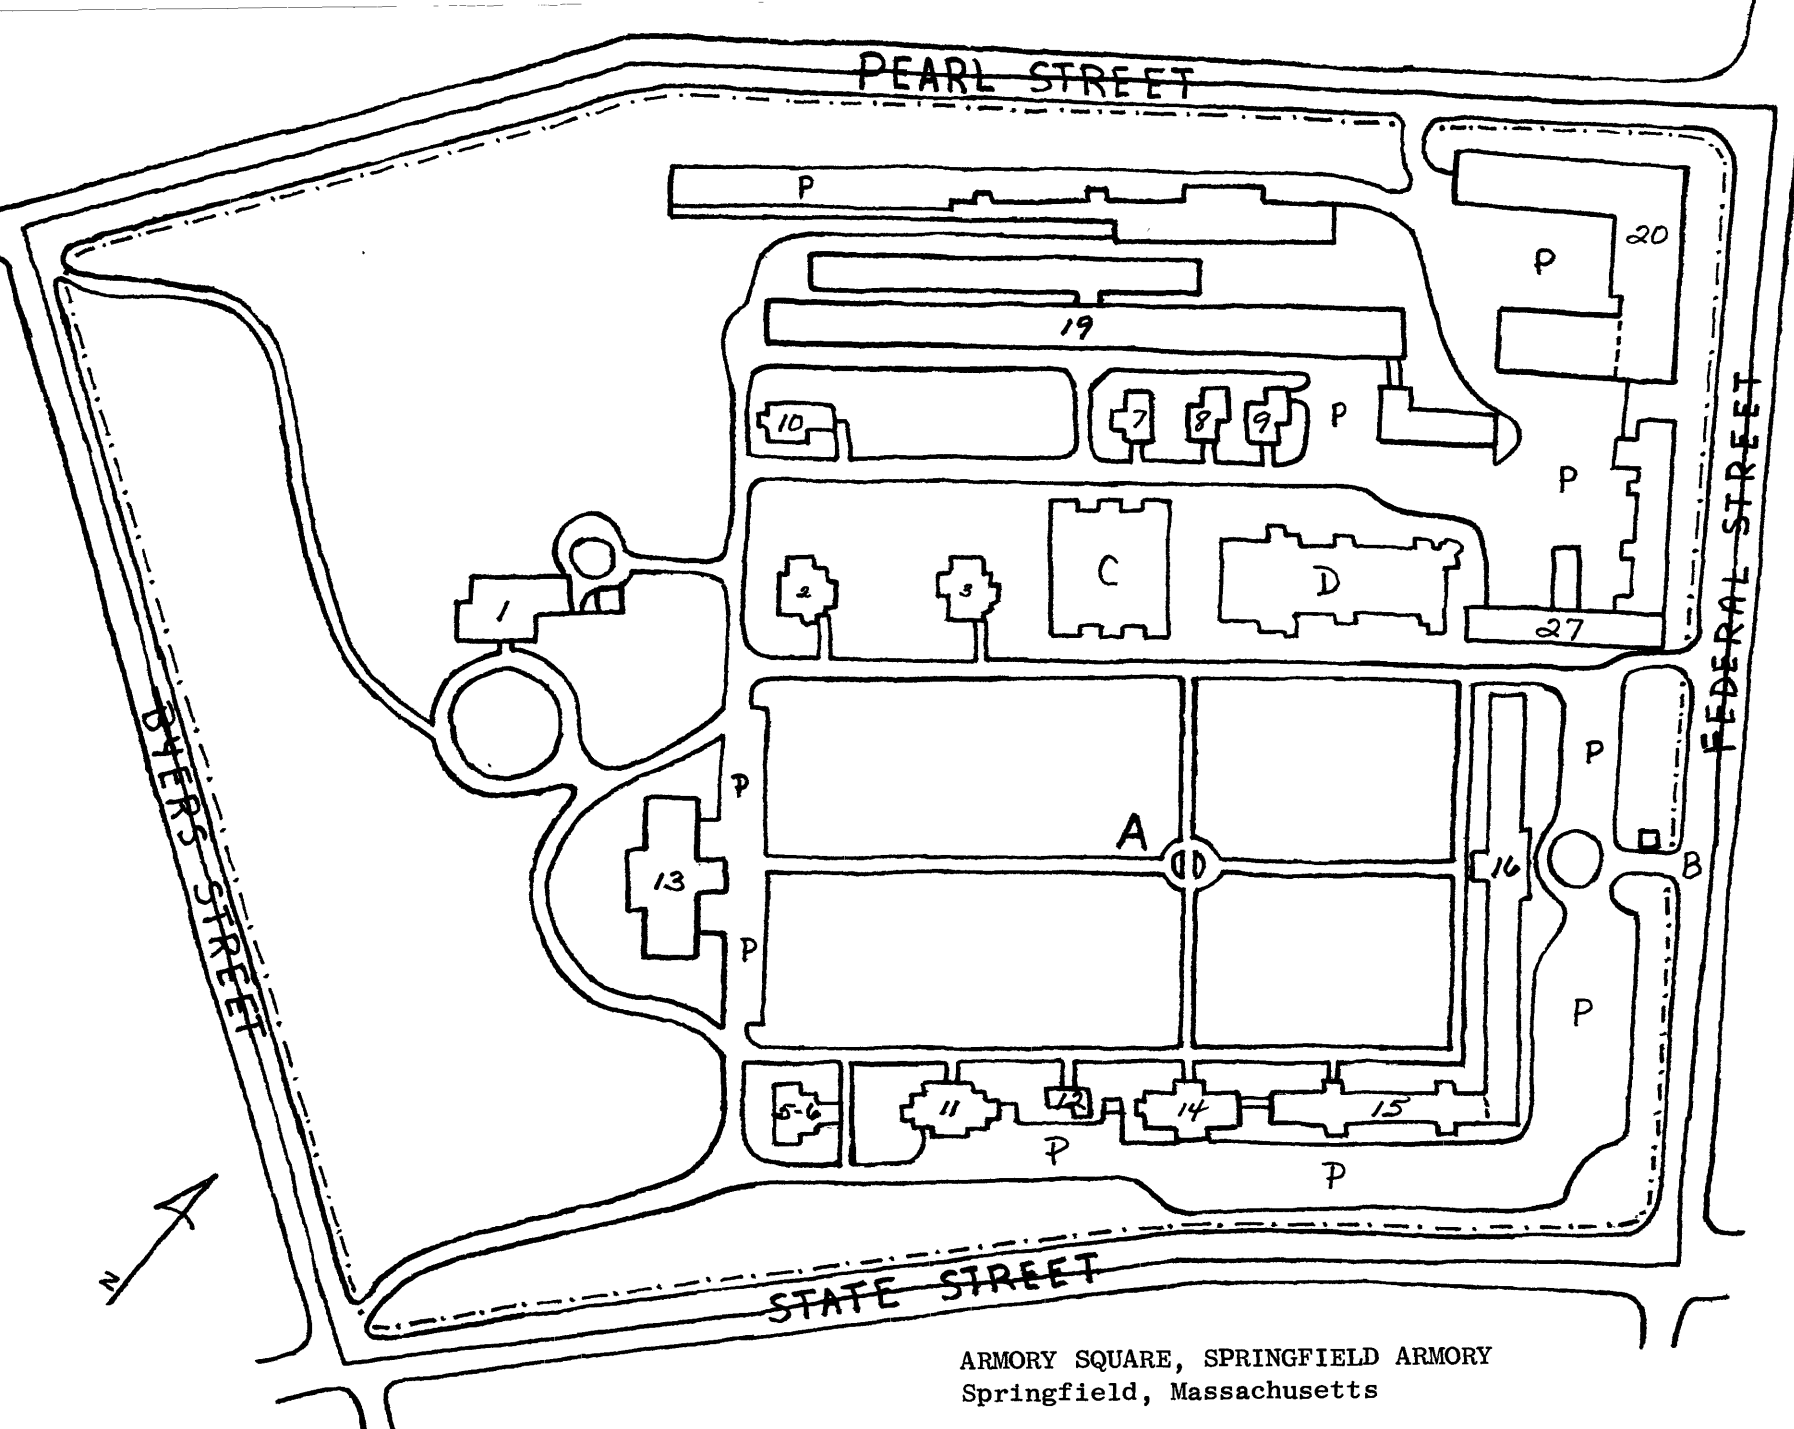 PEARL STREET
P
20
P
19
10
7
8
9
P
P
FEDERAL STREET
C
D
2
3
1
27
BYERS STREET
P
P
A
13
16
B
P
P
5-6
11
12
14
15
P
P
N
STATE STREET
ARMORY SQUARE, SPRINGFIELD ARMORY
Springfield, Massachusetts